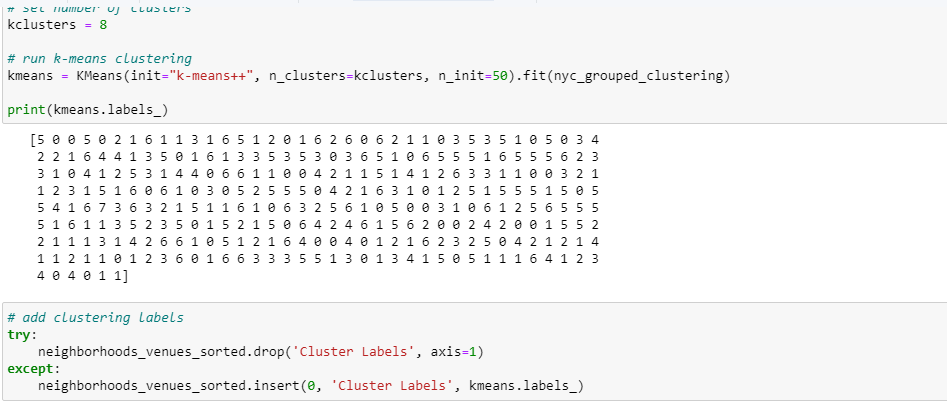 # set number of clusters
kclusters = 8
# run k-means clustering
kmeans = KMeans(init="k-means++", n_clusters=kclusters, n_init=50).fit(nyc_grouped_clustering)
print(kmeans.labels_)
[5 0 0 5 0 2 1 6 1 1 3 1 6 5 1 2 0 1 6 2 6 0 6 2 1 1 0 3 5 3 5 1 0 5 0 3 4
2 2 1 6 4 4 1 3 5 0 1 6 1 3 3 5 3 5 3 0 3 6 5 1 0 6 5 5 5 1 6 5 5 5 6 2 3
3 1 0 4 1 2 5 3 1 4 4 0 6 6 1 1 0 0 4 2 1 1 5 1 4 1 2 6 3 3 1 1 0 0 3 2 1
1 2 3 1 5 1 6 0 6 1 0 3 0 5 2 5 5 5 0 4 2 1 6 3 1 0 1 2 5 1 5 5 5 1 5 0 5
5 4 1 6 7 3 6 3 2 1 5 1 1 6 1 0 6 3 2 5 6 1 0 5 0 0 3 1 0 6 1 2 5 6 5 5 5
5 1 6 1 1 3 5 2 3 5 0 1 5 2 1 5 0 6 4 2 4 6 1 5 6 2 0 0 2 4 2 0 0 1 5 5 2
2 1 1 1 3 1 4 2 6 6 1 0 5 1 2 1 6 4 0 0 4 0 1 2 1 6 2 3 2 5 0 4 2 1 2 1 4
1 1 2 1 1 0 1 2 3 6 0 1 6 6 3 3 3 5 5 1 3 0 1 3 4 1 5 0 5 1 1 1 6 4 1 2 3
4 0 4 0 1 1]
# add clustering labels
try:
neighborhoods_venues_sorted.drop('Cluster Labels', axis=1)
except:
neighborhoods_venues_sorted.insert(0, 'Cluster Labels', kmeans.labels_)